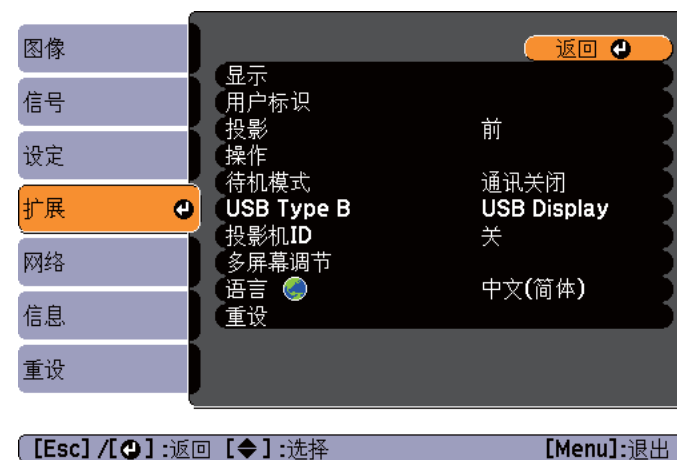 图像
信号
设定
扩展
网络
信息
重设
返回
显示
用户标识
投影 前
操作
待机模式 通讯关闭
USB Type B USB Display
投影机ID 关
多屏幕调节
语言 中文(简体)
重设
[Esc] /[ ] :返回 [ ] :选择 [Menu]:退出